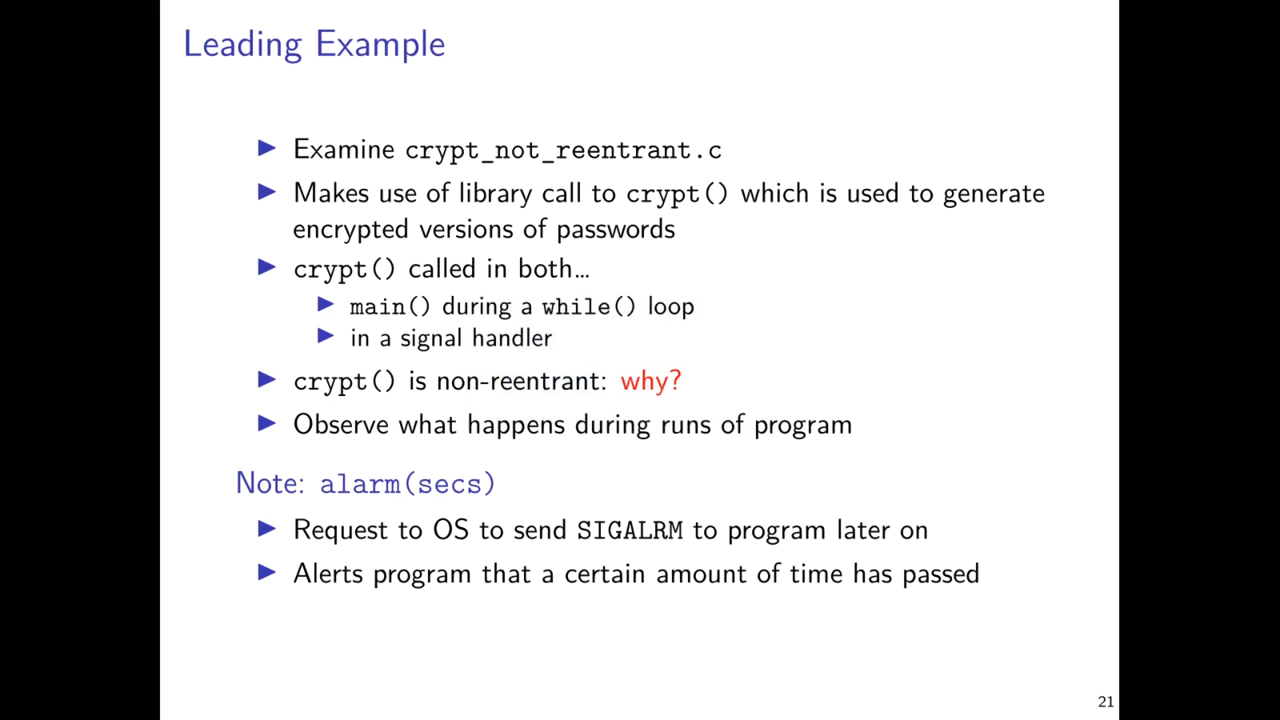 Leading Example
Examine crypt_not_reentrant.c
Makes use of library call to crypt() which is used to generate
encrypted versions of passwords
crypt() called in both…
main() during a while() loop
in a signal handler
crypt() is non-reentrant: why?
Observe what happens during runs of program
Note: alarm(secs)
Request to OS to send SIGALRM to program later on
Alerts program that a certain amount of time has passed
21